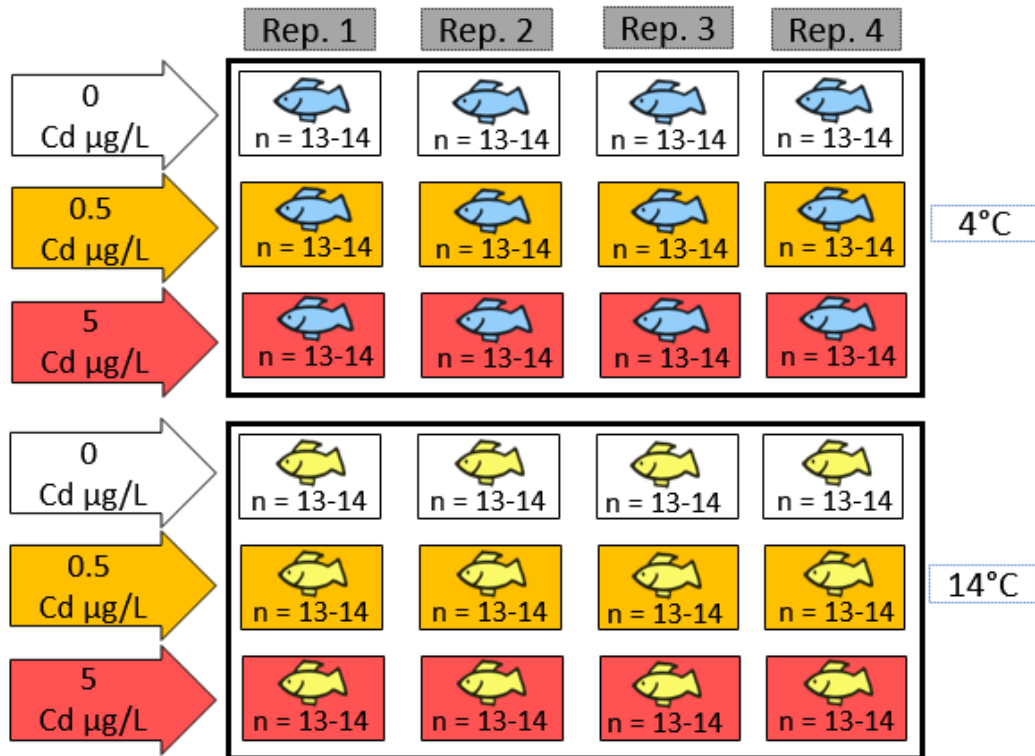 Rep. 1 Rep. 2 Rep. 3 Rep. 4
0
Cd µg/L
n = 13-14 n = 13-14 n = 13-14 n = 13-14
0.5
Cd µg/L
n = 13-14 n = 13-14 n = 13-14 n = 13-14
4°C
5
Cd µg/L
n = 13-14 n = 13-14 n = 13-14 n = 13-14
0
Cd µg/L
n = 13-14 n = 13-14 n = 13-14 n = 13-14
0.5
Cd µg/L
n = 13-14 n = 13-14 n = 13-14 n = 13-14
14°C
5
Cd µg/L
n = 13-14 n = 13-14 n = 13-14 n = 13-14